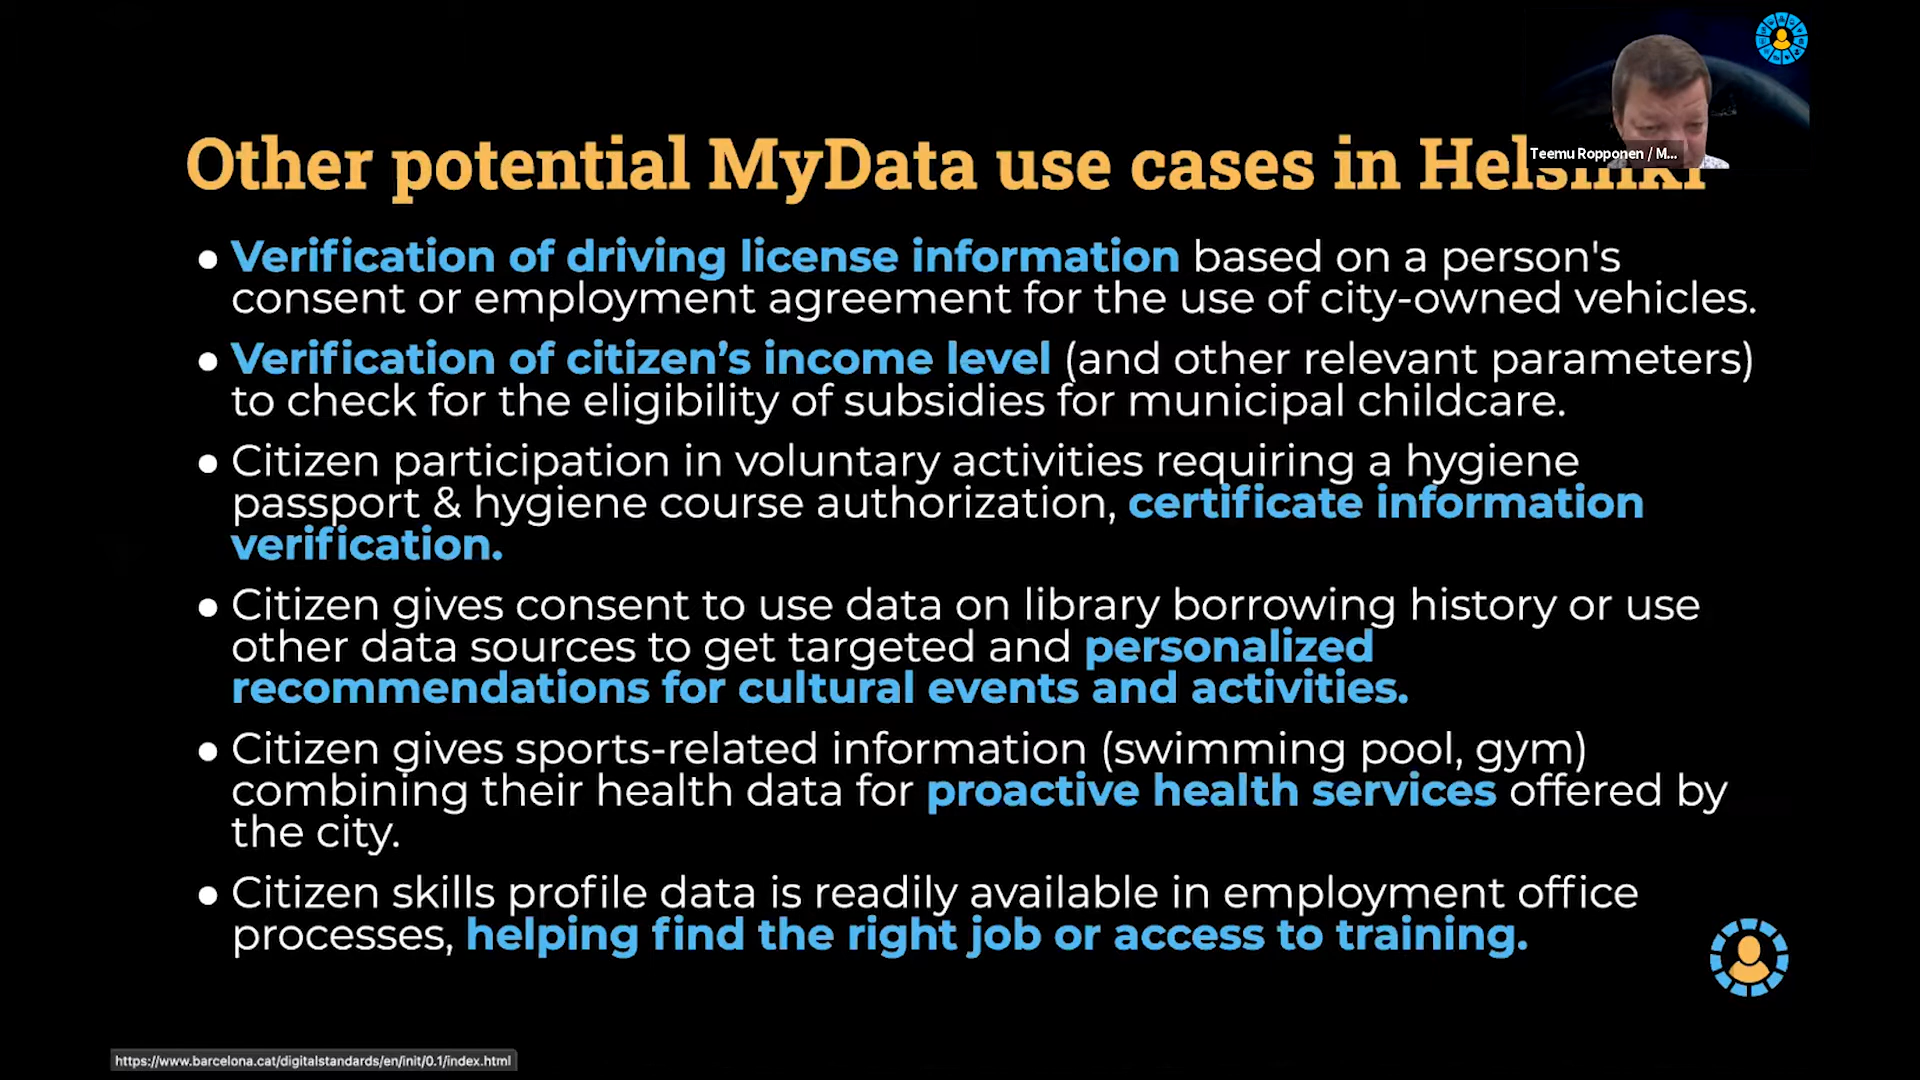 Other potential MyData use cases in Helsinki
Teemu Ropponen / M...
● Verification of driving license information based on a person's
consent or employment agreement for the use of city-owned vehicles.
● Verification of citizen’s income level (and other relevant parameters)
to check for the eligibility of subsidies for municipal childcare.
● Citizen participation in voluntary activities requiring a hygiene
passport & hygiene course authorization, certificate information
verification.
● Citizen gives consent to use data on library borrowing history or use
other data sources to get targeted and personalized
recommendations for cultural events and activities.
● Citizen gives sports-related information (swimming pool, gym)
combining their health data for proactive health services offered by
the city.
● Citizen skills profile data is readily available in employment office
processes, helping find the right job or access to training.
https://www.barcelona.cat/digitalstandards/en/init/0.1/index.html